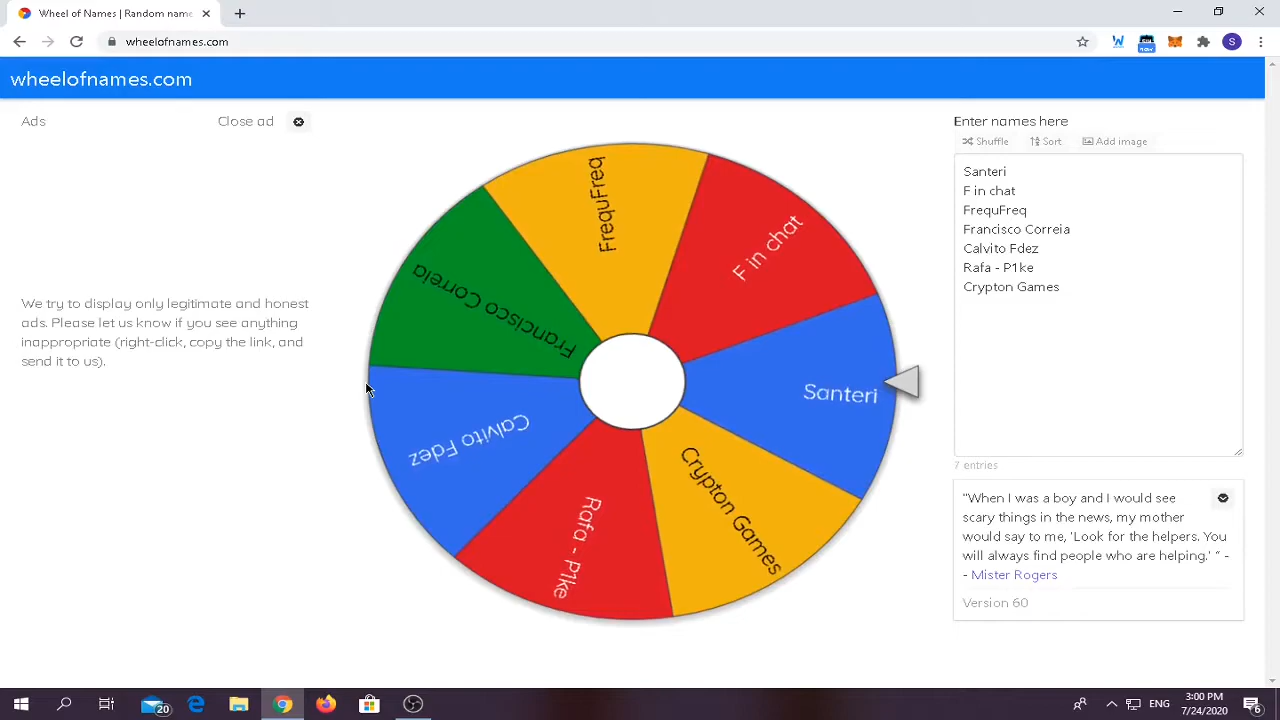 Wheel of Names | Random name
wheelofnames.com
wheelofnames.com
Ads
Close ad
We try to display only legitimate and honest
ads. Please let us know if you see anything
inappropriate (right-click, copy the link, and
send it to us).
FrequFreq
F in chat
Santeri
Crypton Games
Rafa - P1ke
Calvito Fdez
Francisco Correia
Enter names here
Shuffle
Sort
Add image
Santeri
F in chat
FrequFreq
Francisco Correia
Calvito Fdez
Rafa - P1ke
Crypton Games
7 entries
"When I was a boy and I would see
scary things in the news, my mother
would say to me, 'Look for the helpers. You
will always find people who are helping.' " -
- Mister Rogers
Version 60
20
ENG
3:00 PM
7/24/2020
6